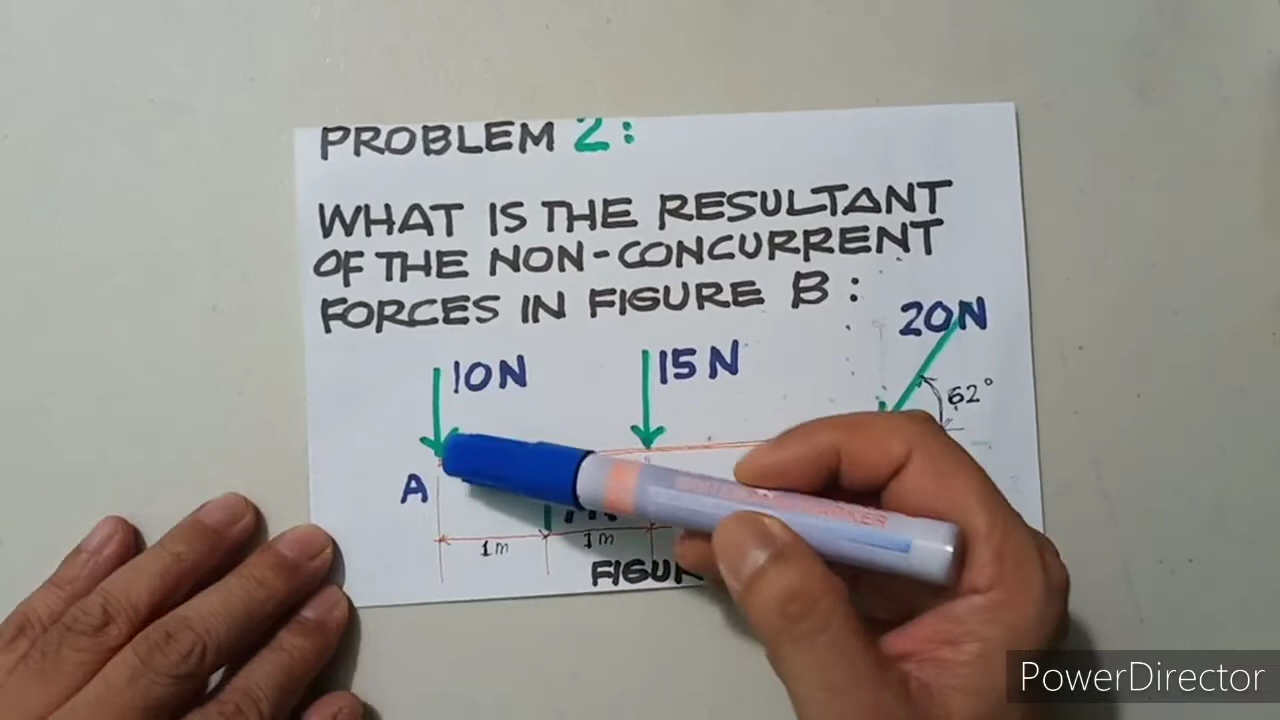 PROBLEM 2:
WHAT IS THE RESULTANT
OF THE NON-CONCURRENT
FORCES IN FIGURE B:
20N
10N
15N
62°
A
1m
1m
PowerDirector